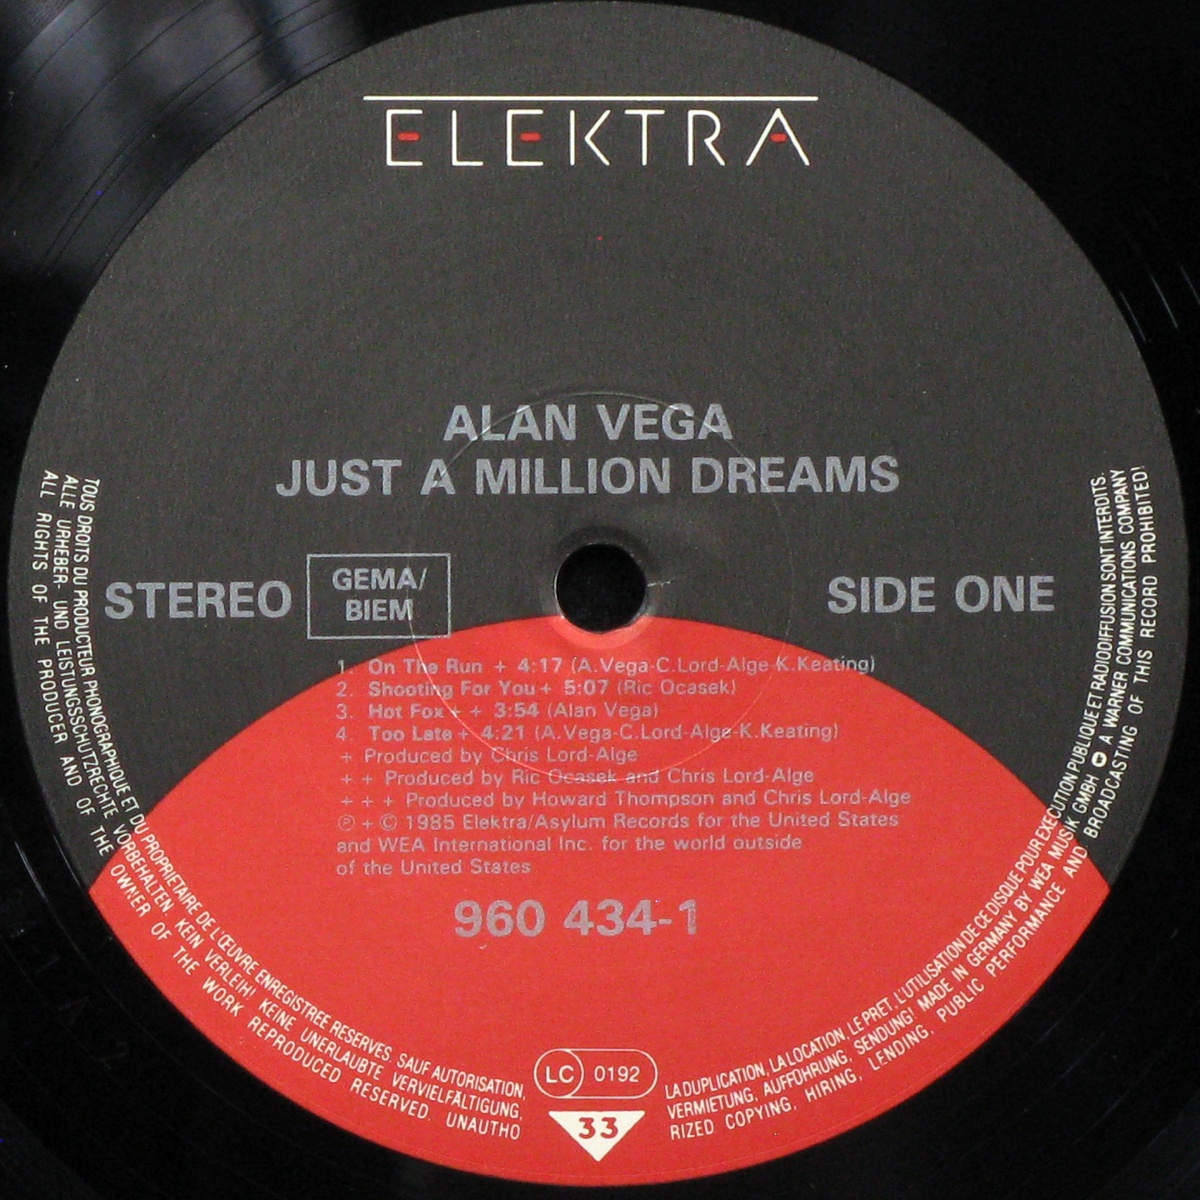 ELEKTRA
ALAN VEGA
JUST A MILLION DREAMS
STEREO
GEMA/
BIEM
SIDE ONE
1. On The Run + 4:17 (A.Vega-C.Lord-Alge-K.Keating)
2. Shooting For You + 5:07 (Ric Ocasek)
3. Hot Fox + + 3:54 (Alan Vega)
4. Too Late + 4:21 (A.Vega-C.Lord-Alge-K.Keating)
+ Produced by Chris Lord-Alge
+ + Produced by Ric Ocasek and Chris Lord-Alge
+ + + Produced by Howard Thompson and Chris Lord-Alge
℗ + © 1985 Elektra/Asylum Records for the United States
and WEA International Inc. for the world outside
of the United States
960 434-1
LC 0192
33
TOUS DROITS DU PRODUCTEUR PHONOGRAPHIQUE ET DU PROPRIETAIRE DE L'ŒUVRE ENREGISTREE RESERVES. SAUF AUTORISATION, LA DUPLICATION, LA LOCATION, LE PRET, L'UTILISATION DE CE DISQUE POUR EXECUTION PUBLIQUE ET RADIODIFFUSION SONT INTERDITS.
ALLE URHEBER- UND LEISTUNGSSCHUTZRECHTE VORBEHALTEN. KEIN VERLEIH! KEINE UNERLAUBTE VERVIELFÄLTIGUNG, VERMIETUNG, AUFFÜHRUNG, SENDUNG! MADE IN GERMANY BY WEA MUSIK GMBH A WARNER COMMUNICATIONS COMPANY
ALL RIGHTS OF THE PRODUCER AND OF THE OWNER OF THE WORK REPRODUCED RESERVED. UNAUTHORIZED COPYING, HIRING, LENDING, PUBLIC PERFORMANCE AND BROADCASTING OF THIS RECORD PROHIBITED!